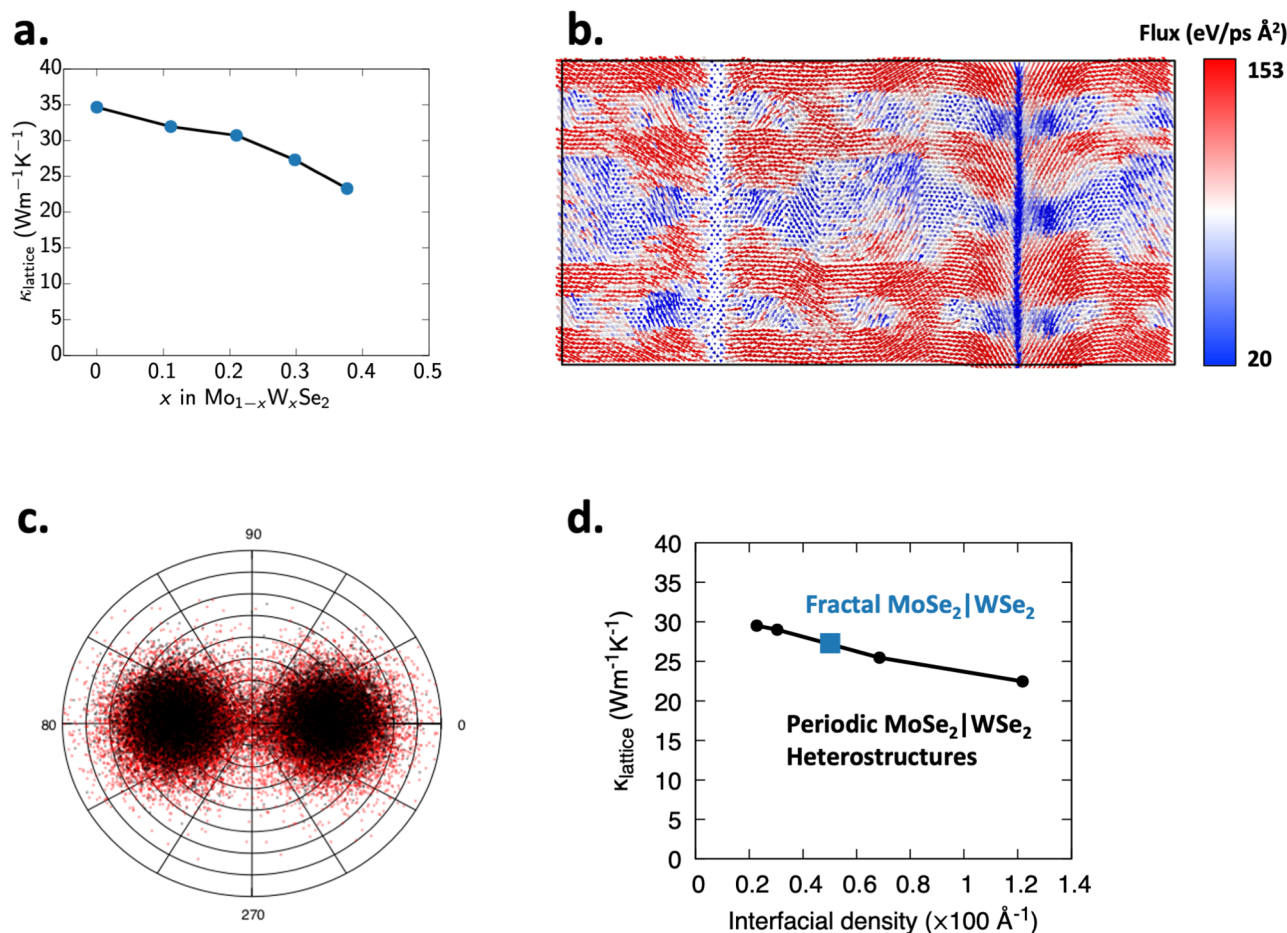 a.
40
35
30
25
20
15
10
5
0
κlattice (Wm−1K−1)
0 0.1 0.2 0.3 0.4 0.5
x in Mo1−xWxSe2
b.
Flux (eV/ps Å2)
153
20
c.
90
80
0
270
d.
40
35
30
25
20
15
10
5
0
κlattice (Wm-1K-1)
Fractal MoSe2|WSe2
Periodic MoSe2|WSe2
Heterostructures
0 0.2 0.4 0.6 0.8 1 1.2 1.4
Interfacial density (×100 Å-1)